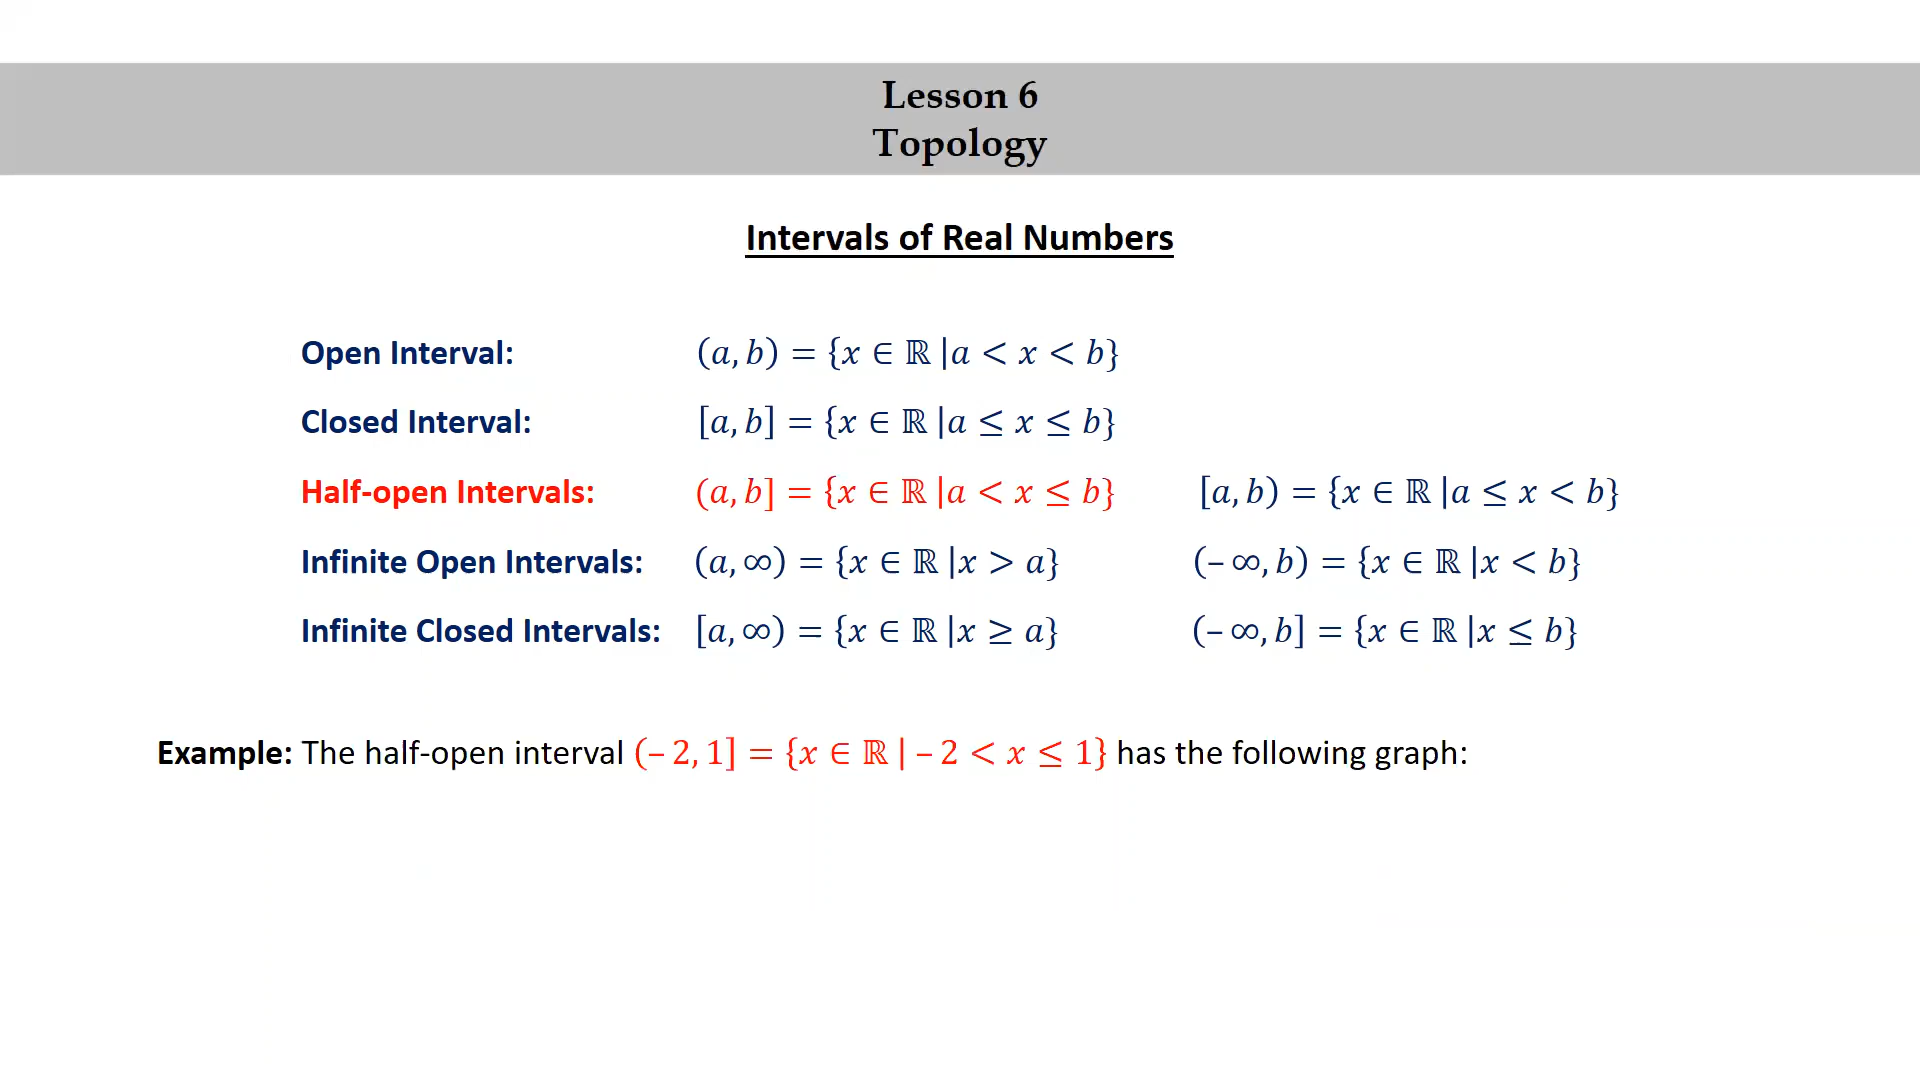 Lesson 6
Topology
Intervals of Real Numbers
Open Interval: (a, b) = {x ∈ ℝ |a < x < b}
Closed Interval: [a, b] = {x ∈ ℝ |a ≤ x ≤ b}
Half-open Intervals: (a, b] = {x ∈ ℝ |a < x ≤ b} [a, b) = {x ∈ ℝ |a ≤ x < b}
Infinite Open Intervals: (a, ∞) = {x ∈ ℝ |x > a} (– ∞, b) = {x ∈ ℝ |x < b}
Infinite Closed Intervals: [a, ∞) = {x ∈ ℝ |x ≥ a} (– ∞, b] = {x ∈ ℝ |x ≤ b}
Example: The half-open interval (– 2, 1] = {x ∈ ℝ | – 2 < x ≤ 1} has the following graph: